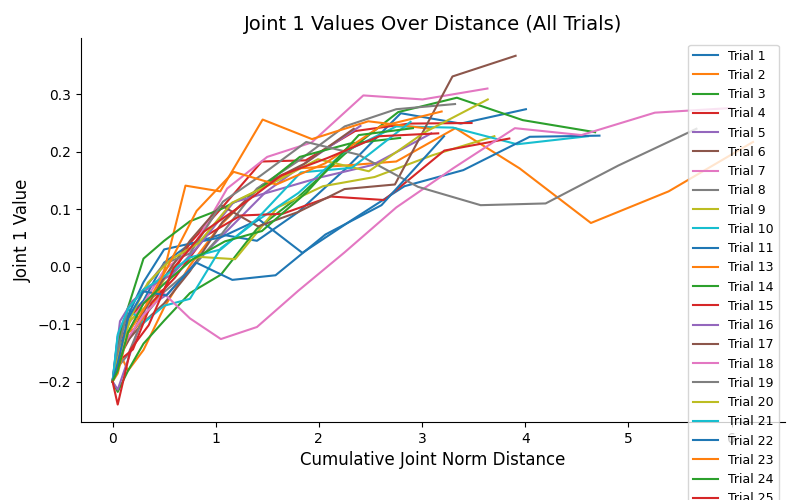 Joint 1 Values Over Distance (All Trials)
Joint 1 Value
0.3
0.2
0.1
0.0
−0.1
−0.2
0
1
2
3
4
5
Cumulative Joint Norm Distance
Trial 1
Trial 2
Trial 3
Trial 4
Trial 5
Trial 6
Trial 7
Trial 8
Trial 9
Trial 10
Trial 11
Trial 13
Trial 14
Trial 15
Trial 16
Trial 17
Trial 18
Trial 19
Trial 20
Trial 21
Trial 22
Trial 23
Trial 24
Trial 25